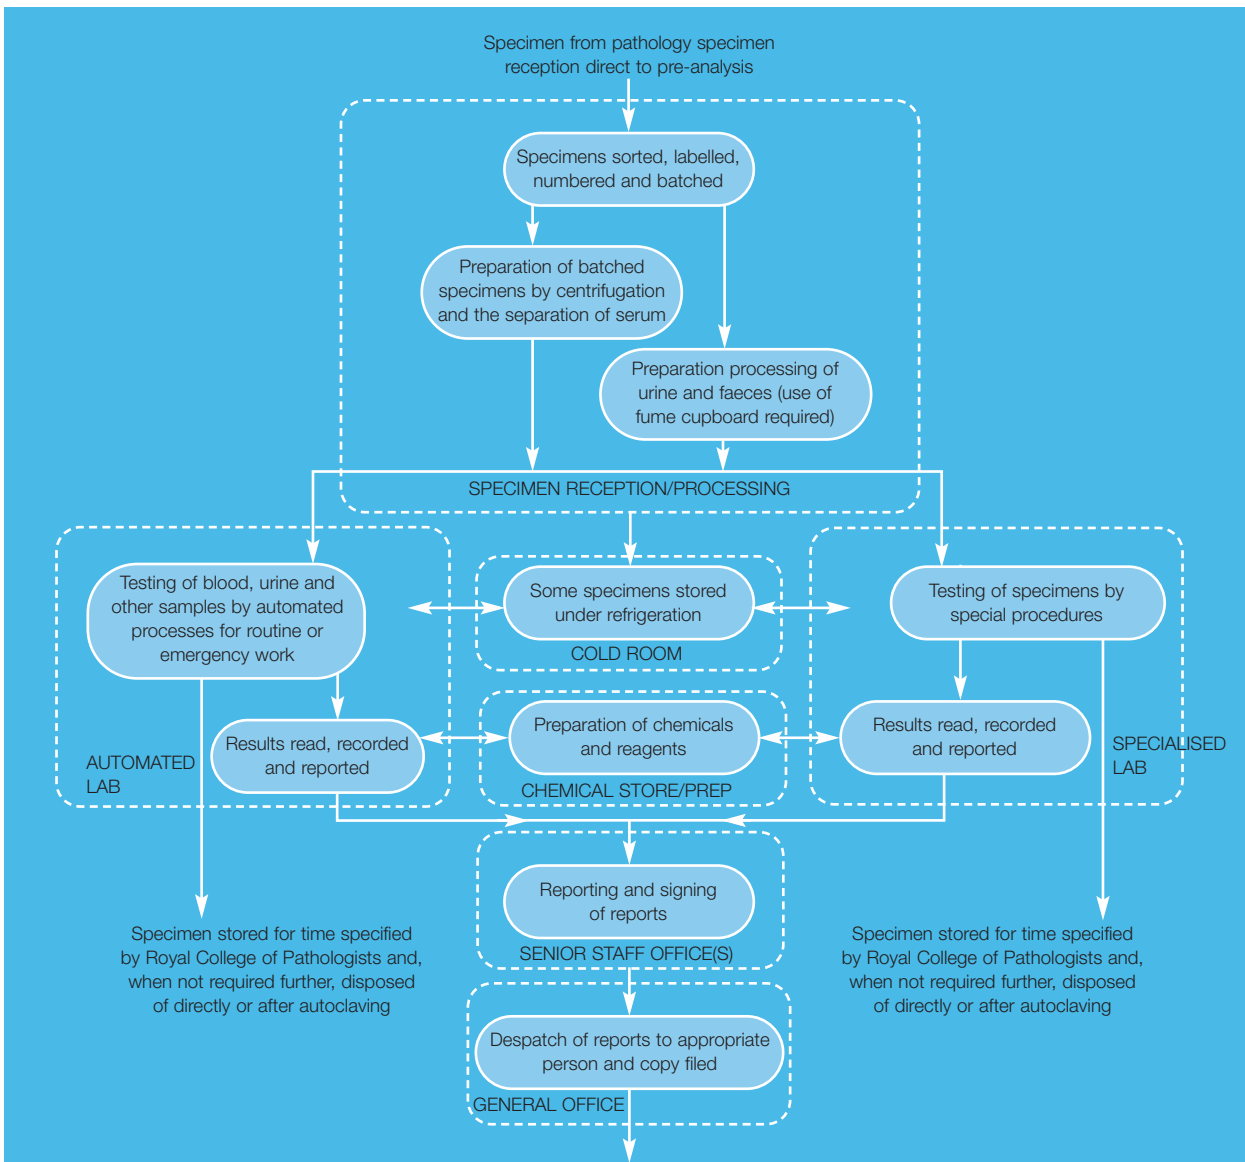 Specimen from pathology specimen
reception direct to pre-analysis
Specimens sorted, labelled,
numbered and batched
Preparation of batched
specimens by centrifugation
and the separation of serum
Preparation processing of
urine and faeces (use of
fume cupboard required)
SPECIMEN RECEPTION/PROCESSING
Testing of blood, urine and
other samples by automated
processes for routine or
emergency work
Some specimens stored
under refrigeration
COLD ROOM
Testing of specimens by
special procedures
Results read, recorded
and reported
AUTOMATED
LAB
Preparation of chemicals
and reagents
CHEMICAL STORE/PREP
Results read, recorded
and reported
SPECIALISED
LAB
Reporting and signing
of reports
SENIOR STAFF OFFICE(S)
Specimen stored for time specified
by Royal College of Pathologists and,
when not required further, disposed
of directly or after autoclaving
Specimen stored for time specified
by Royal College of Pathologists and,
when not required further, disposed
of directly or after autoclaving
Despatch of reports to appropriate
person and copy filed
GENERAL OFFICE